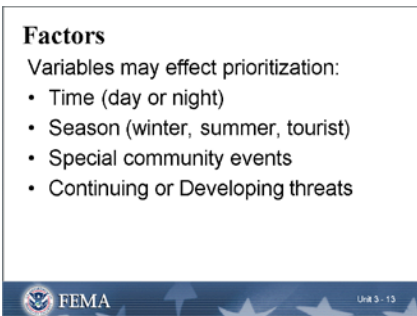 Factors
Variables may effect prioritization:
• Time (day or night)
• Season (winter, summer, tourist)
• Special community events
• Continuing or Developing threats
FEMA
Unit 3 - 13